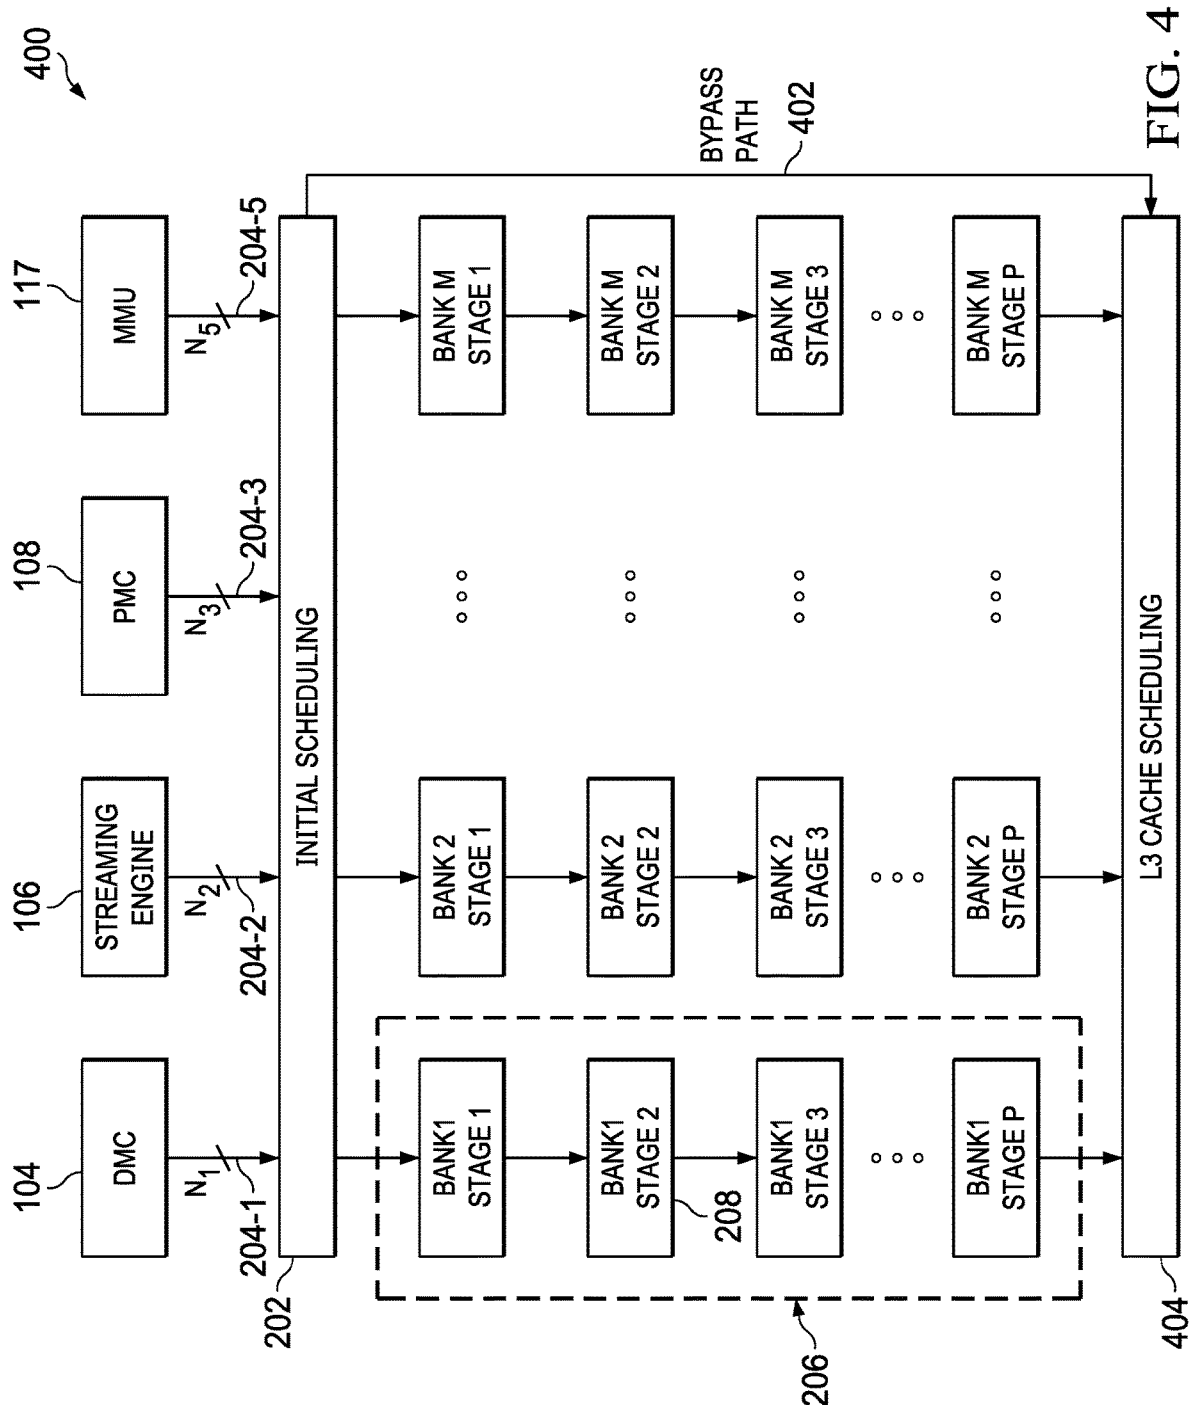 400
104
106
108
117
DMC
STREAMING
ENGINE
PMC
MMU
N1
N2
N3
N5
204-1
204-2
204-3
204-5
202
INITIAL SCHEDULING
BANK1
STAGE 1
BANK 2
STAGE 1
BANK M
STAGE 1
BANK1
STAGE 2
BANK 2
STAGE 2
BANK M
STAGE 2
208
BYPASS
PATH
402
BANK1
STAGE 3
BANK 2
STAGE 3
BANK M
STAGE 3
206
BANK1
STAGE P
BANK 2
STAGE P
BANK M
STAGE P
404
L3 CACHE SCHEDULING
FIG. 4